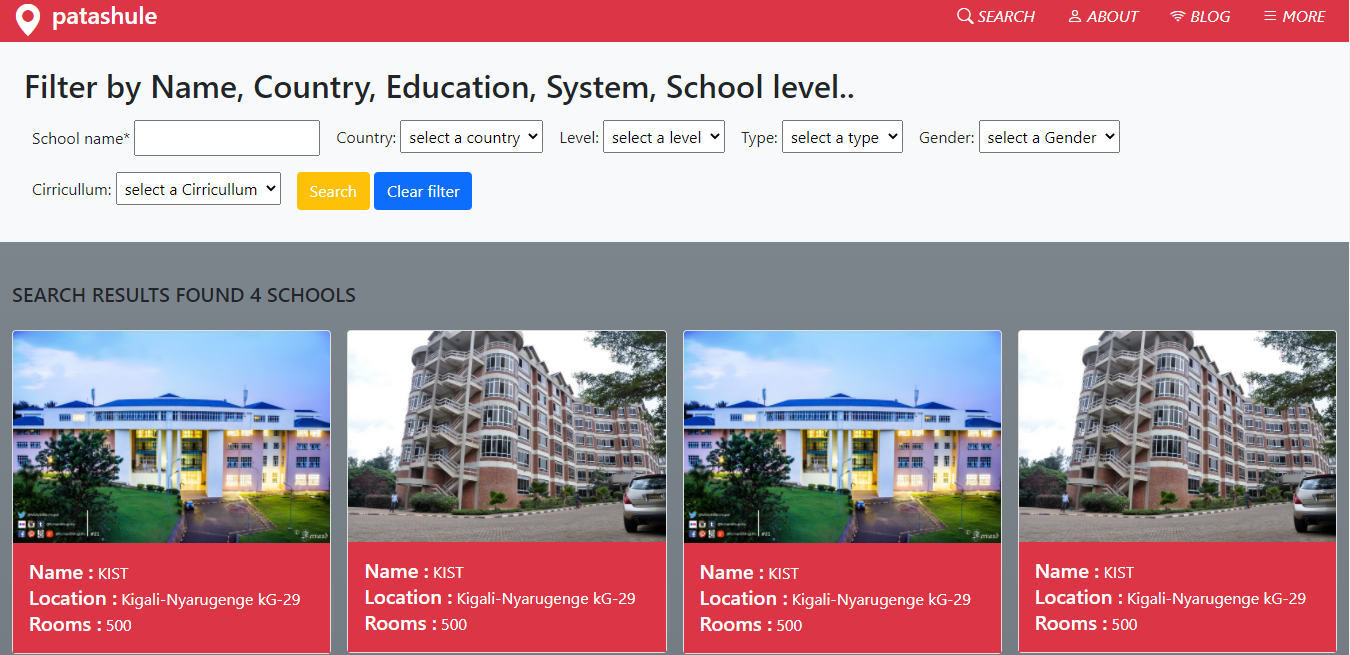 patashule
SEARCH ABOUT BLOG MORE
Filter by Name, Country, Education, System, School level..
School name* Country: select a country Level: select a level Type: select a type Gender: select a Gender
Cirricullum: select a Cirricullum Search Clear filter
SEARCH RESULTS FOUND 4 SCHOOLS
Name : KIST
Location : Kigali-Nyarugenge kG-29
Rooms : 500
Name : KIST
Location : Kigali-Nyarugenge kG-29
Rooms : 500
Name : KIST
Location : Kigali-Nyarugenge kG-29
Rooms : 500
Name : KIST
Location : Kigali-Nyarugenge kG-29
Rooms : 500